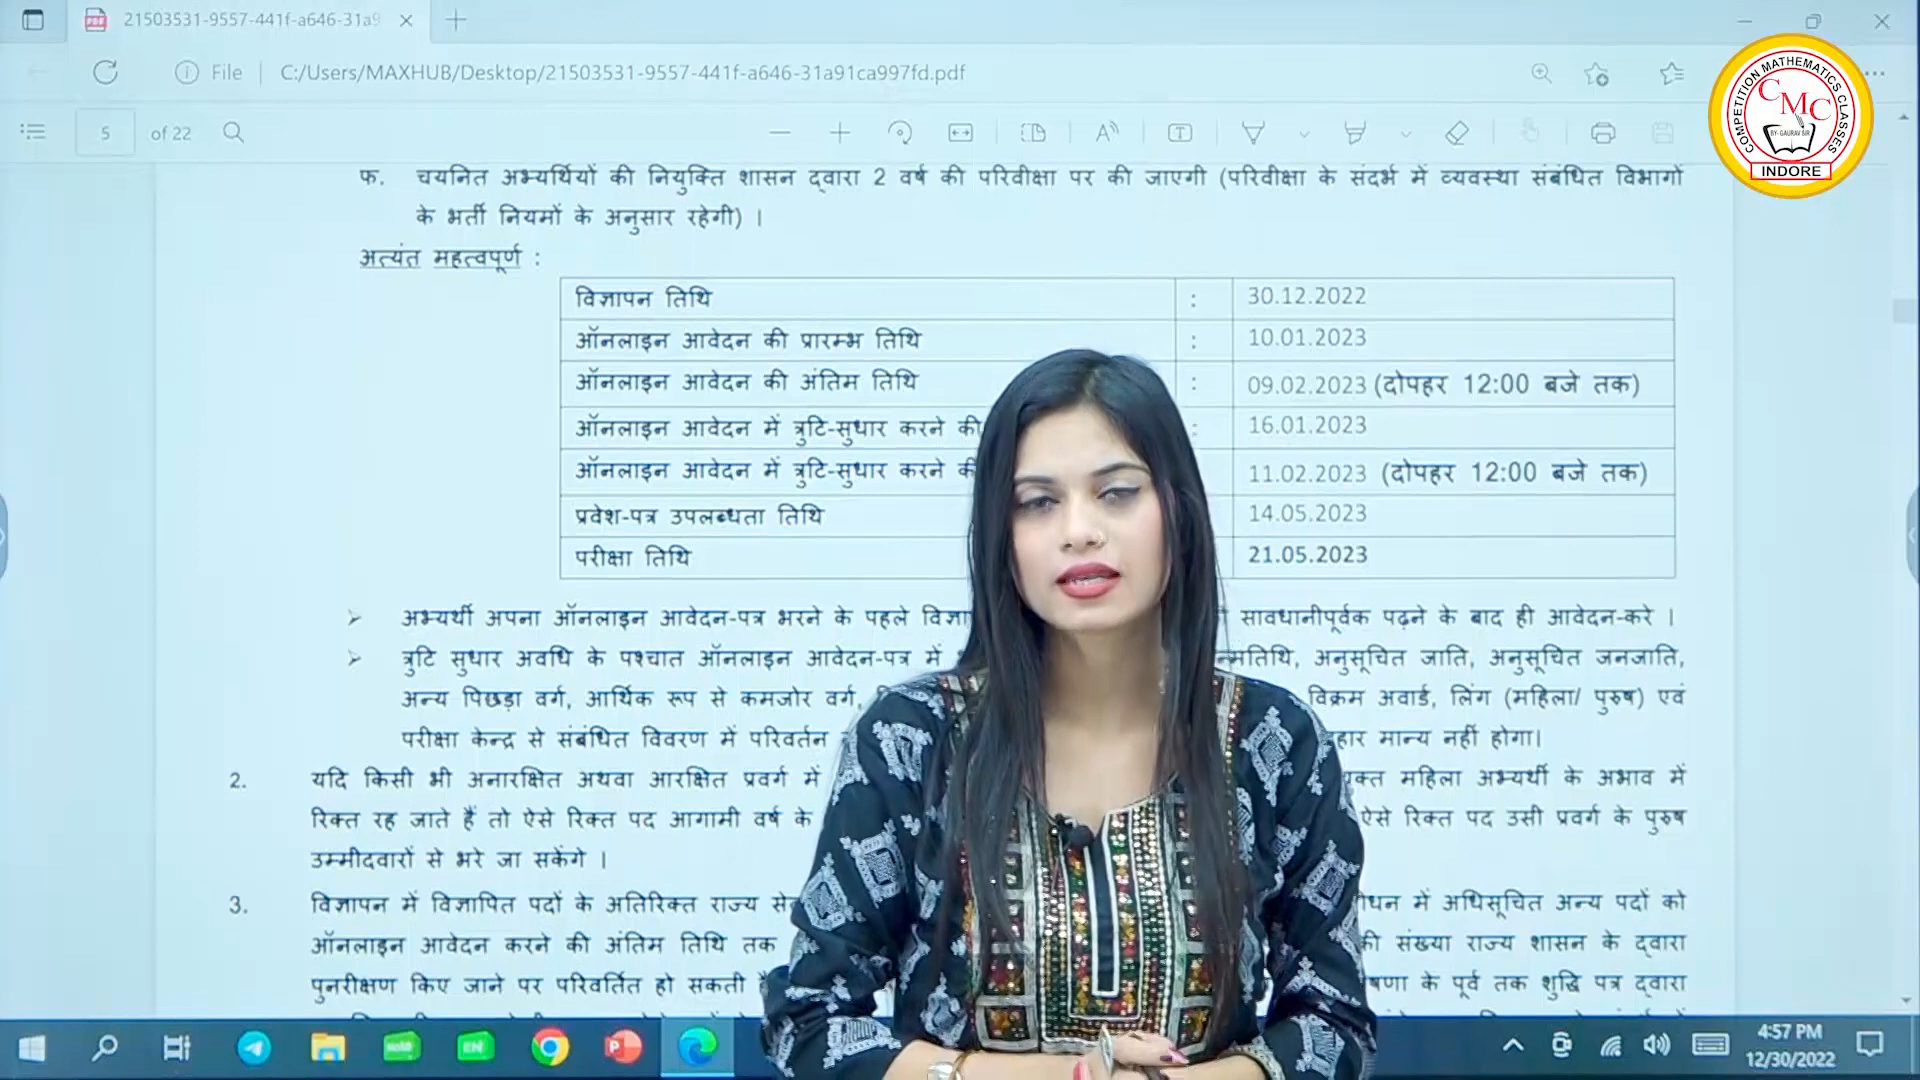 21503531-9557-441f-a646-31a9
File C:/Users/MAXHUB/Desktop/21503531-9557-441f-a646-31a91ca997fd.pdf
5 of 22
COMPETITION MATHEMATICS CLASSES
CMC
BY- GAURAV SIR
INDORE
फ. चयनित अभ्यर्थियों की नियुक्ति शासन द्वारा 2 वर्ष की परिवीक्षा पर की जाएगी (परिवीक्षा के संदर्भ में व्यवस्था संबंधित विभागों
के भर्ती नियमों के अनुसार रहेगी) ।
अत्यंत महत्वपूर्ण :
विज्ञापन तिथि : 30.12.2022
ऑनलाइन आवेदन की प्रारम्भ तिथि : 10.01.2023
ऑनलाइन आवेदन की अंतिम तिथि : 09.02.2023 (दोपहर 12:00 बजे तक)
ऑनलाइन आवेदन में त्रुटि-सुधार करने की : 16.01.2023
ऑनलाइन आवेदन में त्रुटि-सुधार करने की 11.02.2023 (दोपहर 12:00 बजे तक)
प्रवेश-पत्र उपलब्धता तिथि 14.05.2023
परीक्षा तिथि 21.05.2023
➢ अभ्यर्थी अपना ऑनलाइन आवेदन-पत्र भरने के पहले सावधानीपूर्वक पढ़ने के बाद ही आवेदन-करे ।
➢ त्रुटि सुधार अवधि के पश्चात ऑनलाइन आवेदन-पत्र में अनुसूचित जाति, अनुसूचित जनजाति,
अन्य पिछड़ा वर्ग, आर्थिक रूप से कमजोर वर्ग, विक्रम अवार्ड, लिंग (महिला/ पुरुष) एवं
परीक्षा केन्द्र से संबंधित विवरण में परिवर्तन मान्य नहीं होगा।
2. यदि किसी भी अनारक्षित अथवा आरक्षित प्रवर्ग में महिला अभ्यर्थी के अभाव में
रिक्त रह जाते हैं तो ऐसे रिक्त पद आगामी वर्ष के ऐसे रिक्त पद उसी प्रवर्ग के पुरुष
उम्मीदवारों से भरे जा सकेंगे ।
3. विज्ञापन में विज्ञापित पदों के अतिरिक्त राज्य में अधिसूचित अन्य पदों को
ऑनलाइन आवेदन करने की अंतिम तिथि तक की संख्या राज्य शासन के द्वारा
पुनरीक्षण किए जाने पर परिवर्तित हो सकती के पूर्व तक शुद्धि पत्र द्वारा
4:57 PM
12/30/2022